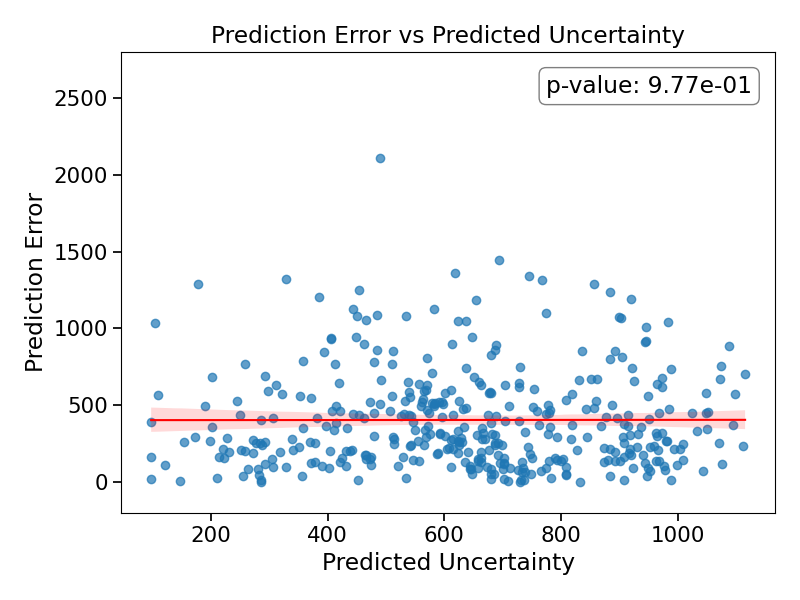 Prediction Error vs Predicted Uncertainty
p-value: 9.77e-01
2500
2000
1500
1000
500
0
Prediction Error
200 400 600 800 1000
Predicted Uncertainty